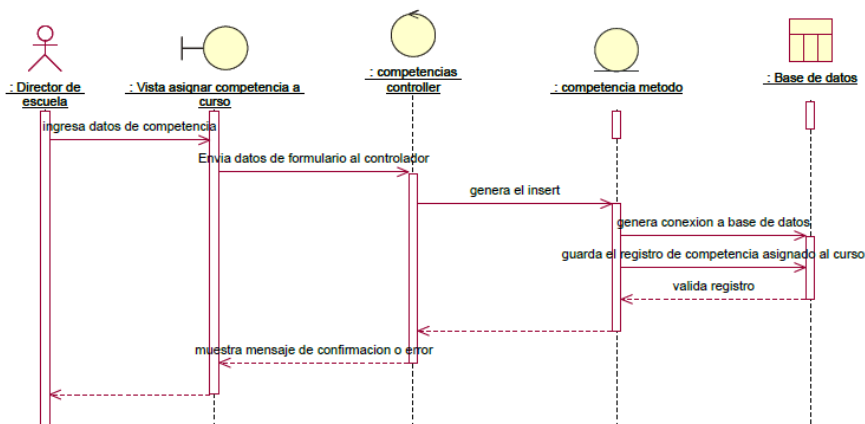 : Director de
escuela
: Vista asignar competencia a
curso
: competencias
controller
: competencia metodo
: Base de datos
ingresa datos de competencia
Envia datos de formulario al controlador
genera el insert
genera conexion a base de datos
guarda el registro de competencia asignado al curso
valida registro
muestra mensaje de confirmacion o error